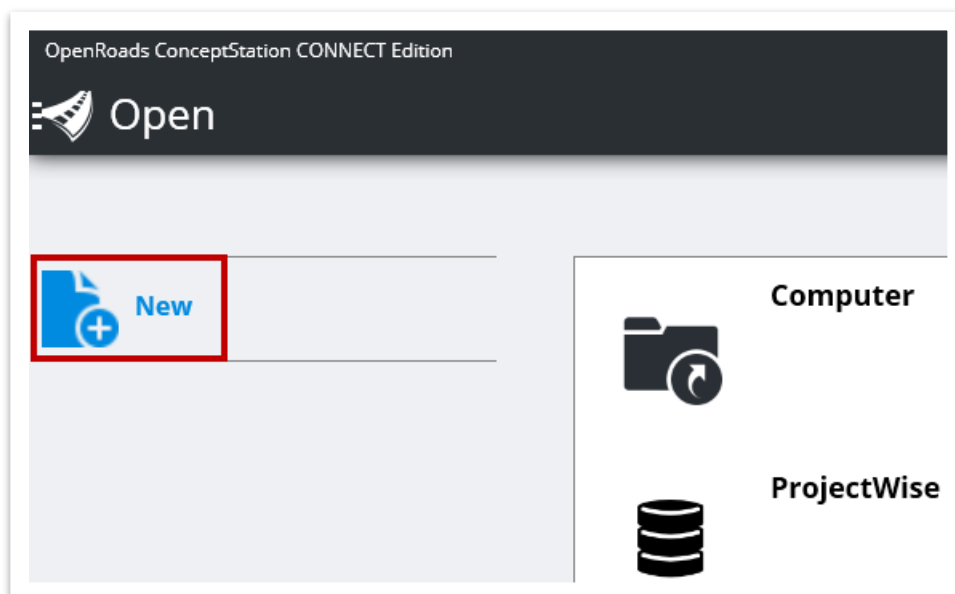 OpenRoads ConceptStation CONNECT Edition
Open
New
Computer
ProjectWise